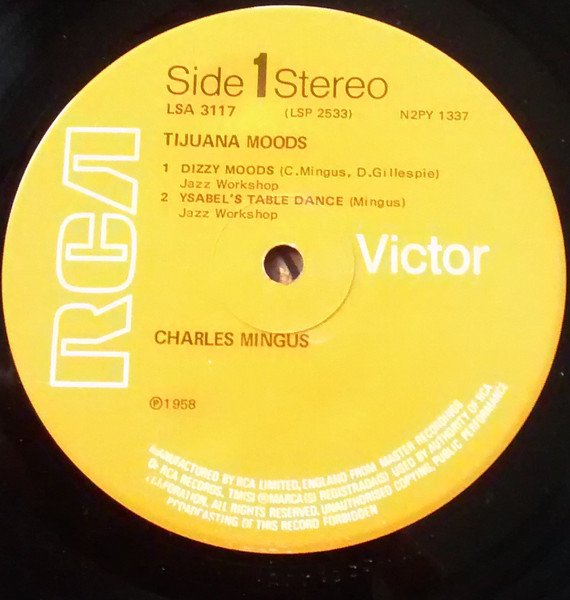 Side 1 Stereo
LSA 3117 (LSP 2533) N2PY 1337
TIJUANA MOODS
1 DIZZY MOODS (C.Mingus, D.Gillespie)
Jazz Workshop
2 YSABEL'S TABLE DANCE (Mingus)
Jazz Workshop
RCA
Victor
CHARLES MINGUS
℗1958
MANUFACTURED BY RCA LIMITED, ENGLAND FROM MASTER RECORDINGS
OF RCA RECORDS. TM(S) ® MARCA(S) REGISTRADA(S) USED BY AUTHORITY OF RCA
CORPORATION. ALL RIGHTS RESERVED. UNAUTHORISED COPYING, PUBLIC PERFORMANCE
BROADCASTING OF THIS RECORD FORBIDDEN